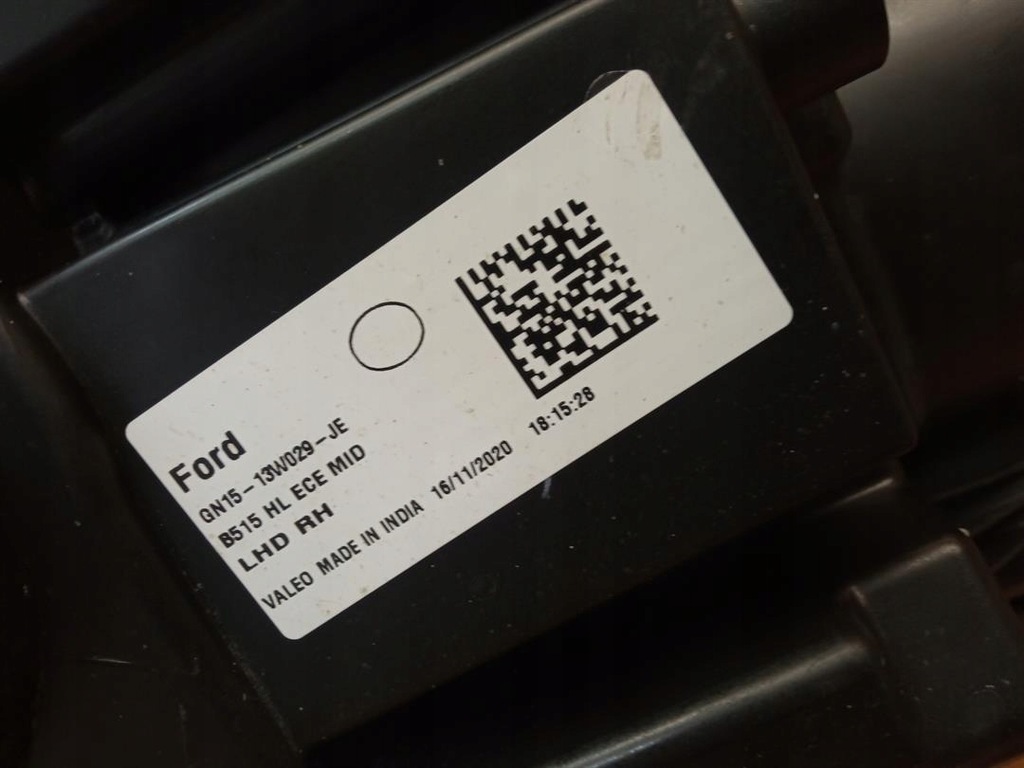 Ford
GN15-13W029-JE
B515 HL ECE MID
LHD RH
VALEO MADE IN INDIA 16/11/2020 18:15:28